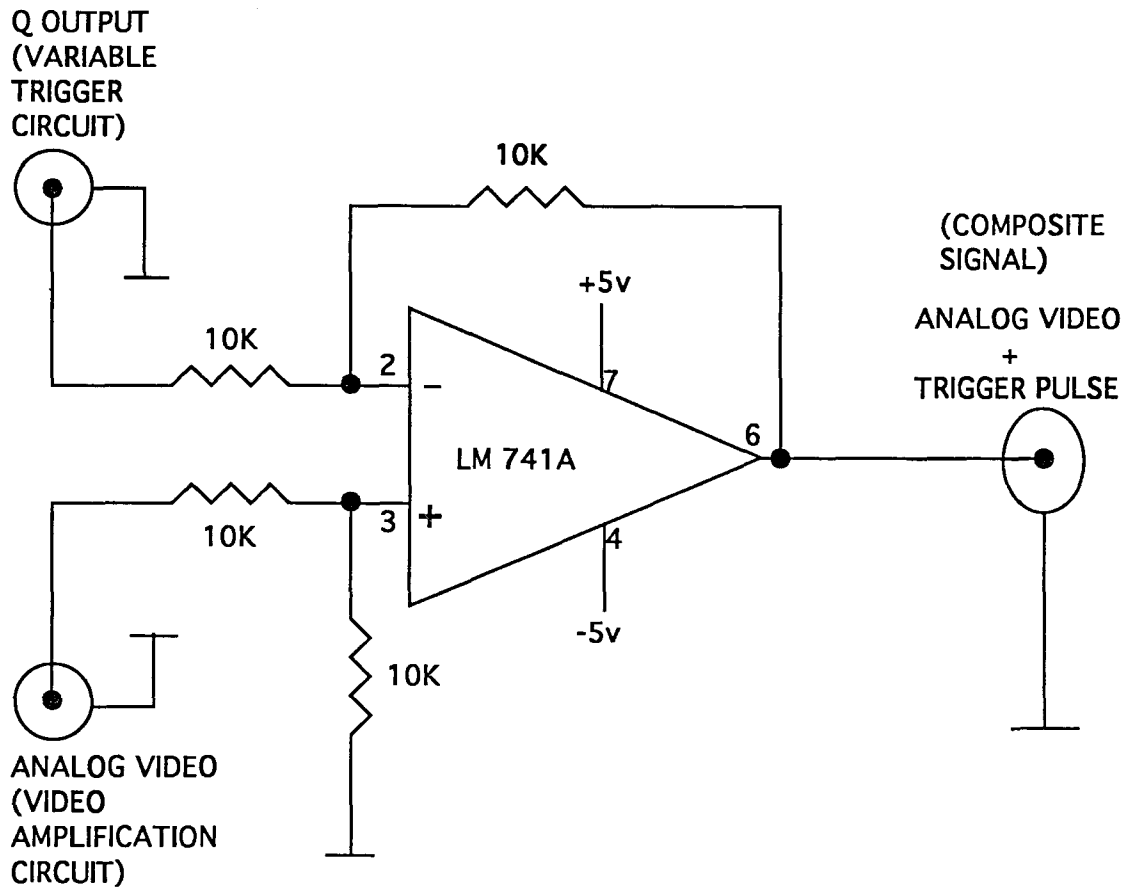 Q OUTPUT
(VARIABLE
TRIGGER
CIRCUIT)
10K
(COMPOSITE
SIGNAL)
+5v
ANALOG VIDEO
+
TRIGGER PULSE
10K
2
−
7
6
LM 741A
3
+
10K
4
-5v
10K
ANALOG VIDEO
(VIDEO
AMPLIFICATION
CIRCUIT)